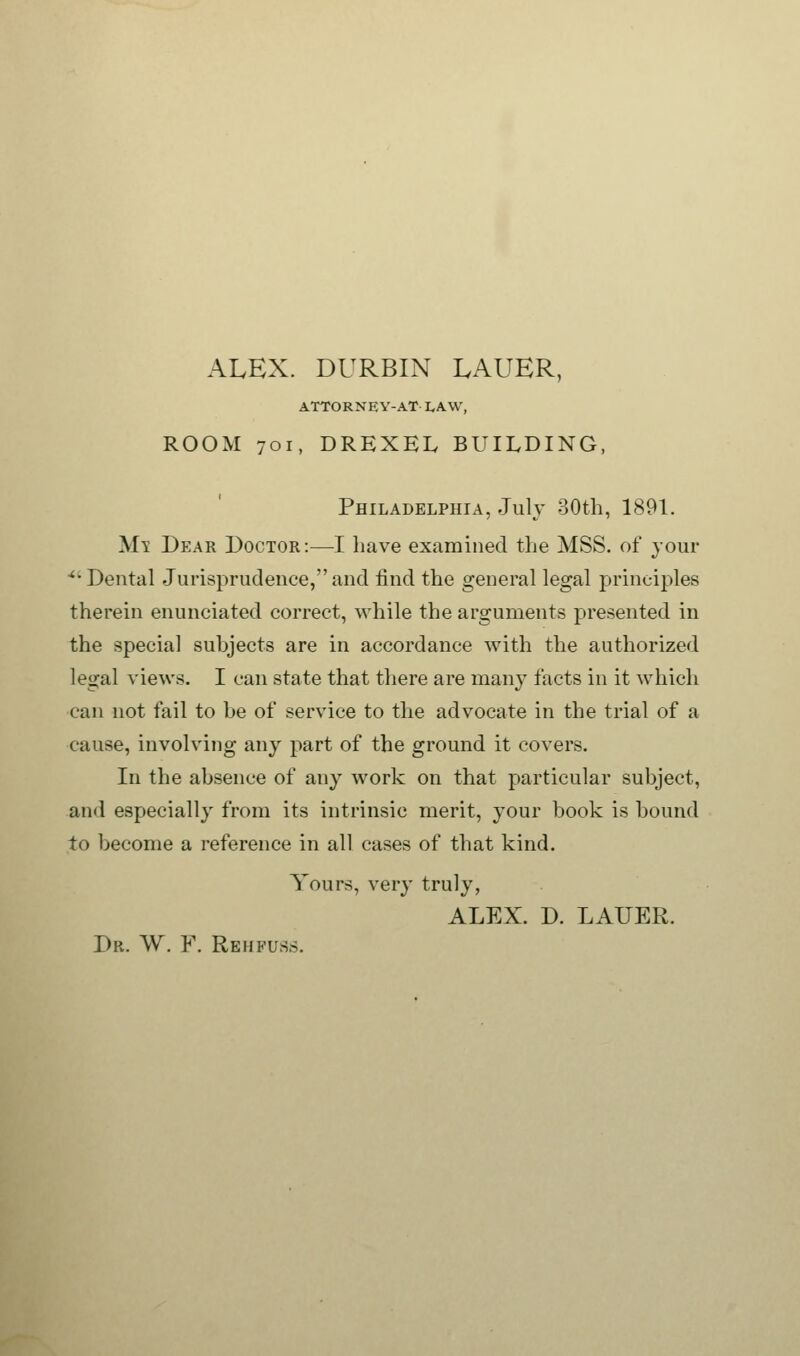 ALEX. DURBIN LAUER,
ATTORNEY-AT-LAW,
ROOM 701, DREXEL BUILDING,
PHILADELPHIA, July 30th, 1891.
MY DEAR DOCTOR:—I have examined the MSS. of your
“Dental Jurisprudence,” and find the general legal principles
therein enunciated correct, while the arguments presented in
the special subjects are in accordance with the authorized
legal views. I can state that there are many facts in it which
can not fail to be of service to the advocate in the trial of a
cause, involving any part of the ground it covers.
In the absence of any work on that particular subject,
and especially from its intrinsic merit, your book is bound
to become a reference in all cases of that kind.
Yours, very truly,
ALEX. D. LAUER.
DR. W. F. REHFUSS.